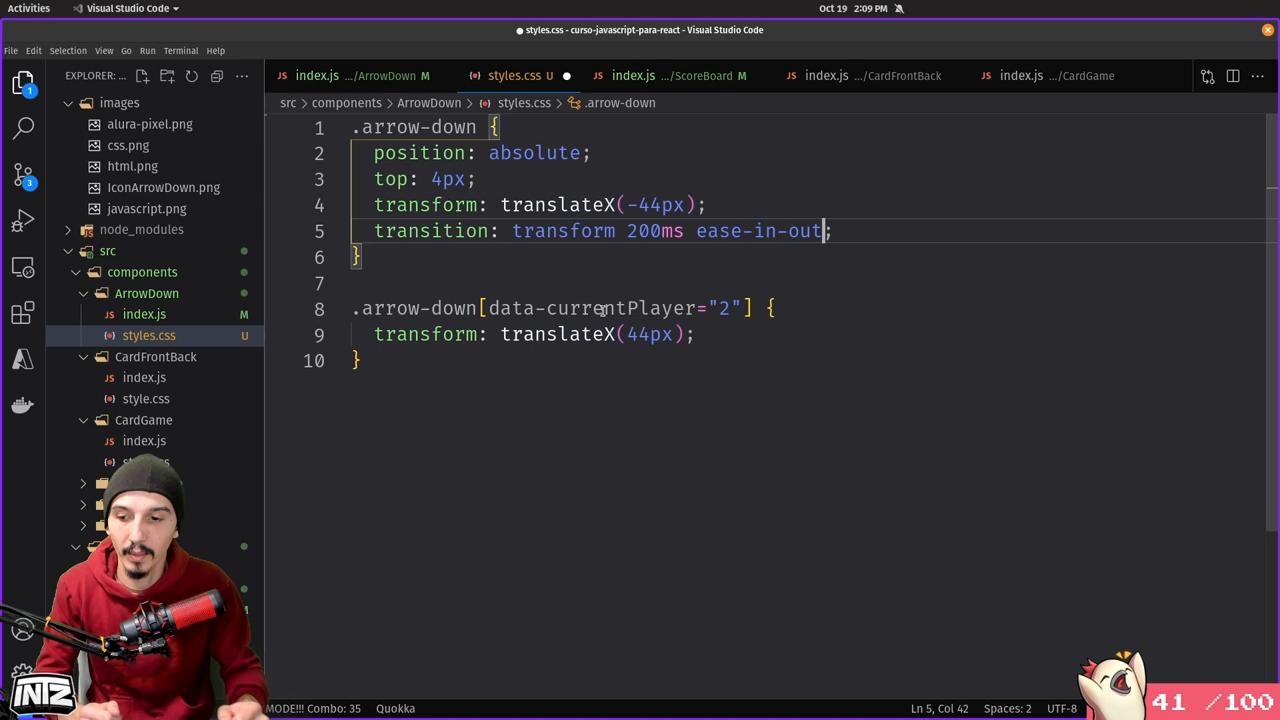 Activities
Visual Studio Code
Oct 19 2:09 PM
styles.css - curso-javascript-para-react - Visual Studio Code
File Edit Selection View Go Run Terminal Help
EXPLORER: ...
index.js .../ArrowDown M
styles.css U
index.js .../ScoreBoard M
index.js .../CardFrontBack
index.js .../CardGame
src > components > ArrowDown > styles.css > .arrow-down
images
alura-pixel.png
css.png
html.png
IconArrowDown.png
javascript.png
node_modules
src
components
ArrowDown
index.js M
styles.css U
CardFrontBack
index.js
style.css
CardGame
index.js
1 .arrow-down {
2 position: absolute;
3 top: 4px;
4 transform: translateX(-44px);
5 transition: transform 200ms ease-in-out;
6 }
7
8 .arrow-down[data-currentPlayer="2"] {
9 transform: translateX(44px);
10 }
1
3
INTZ
MODE!!! Combo: 35 Quokka
Ln 5, Col 42 Spaces: 2 UTF-8
41 /100